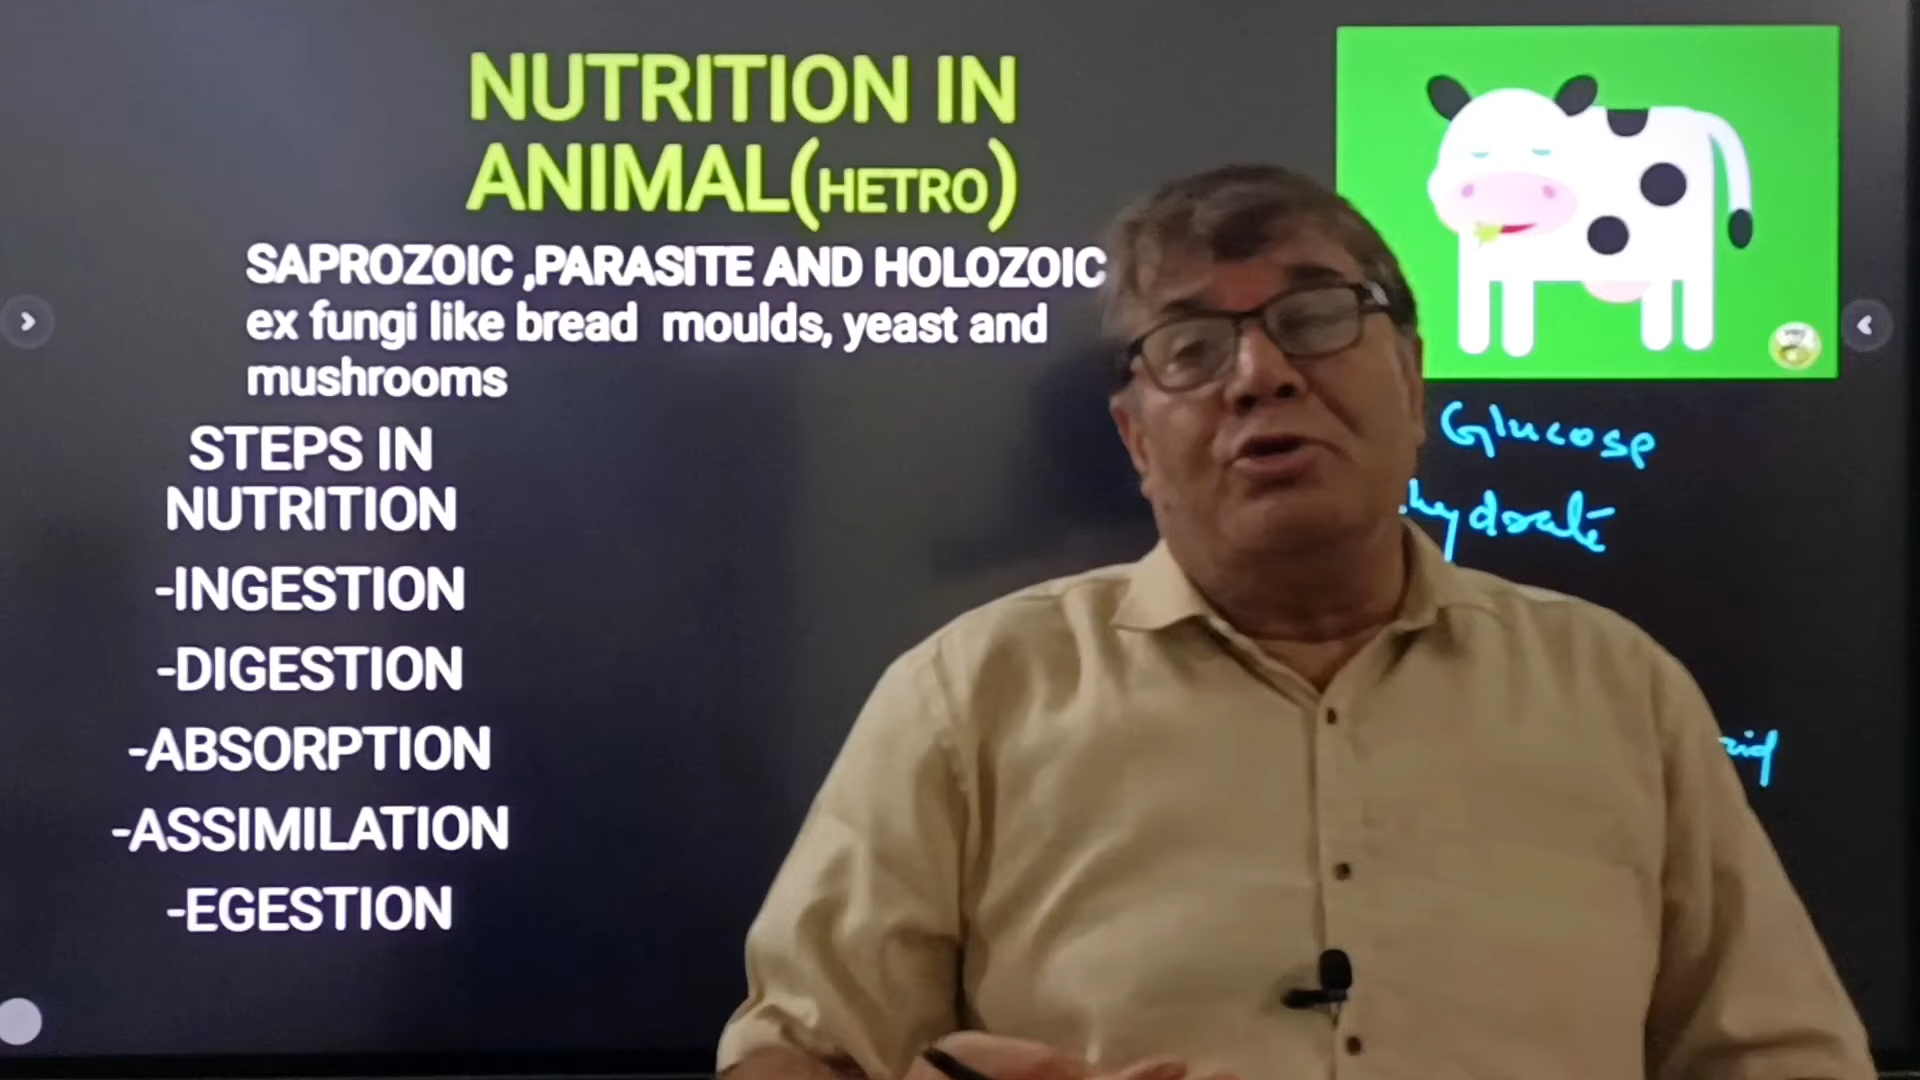 NUTRITION IN
ANIMAL(HETRO)
SAPROZOIC ,PARASITE AND HOLOZOIC
ex fungi like bread moulds, yeast and
mushrooms
STEPS IN
NUTRITION
-INGESTION
-DIGESTION
-ABSORPTION
-ASSIMILATION
-EGESTION
Glucose
hydrate